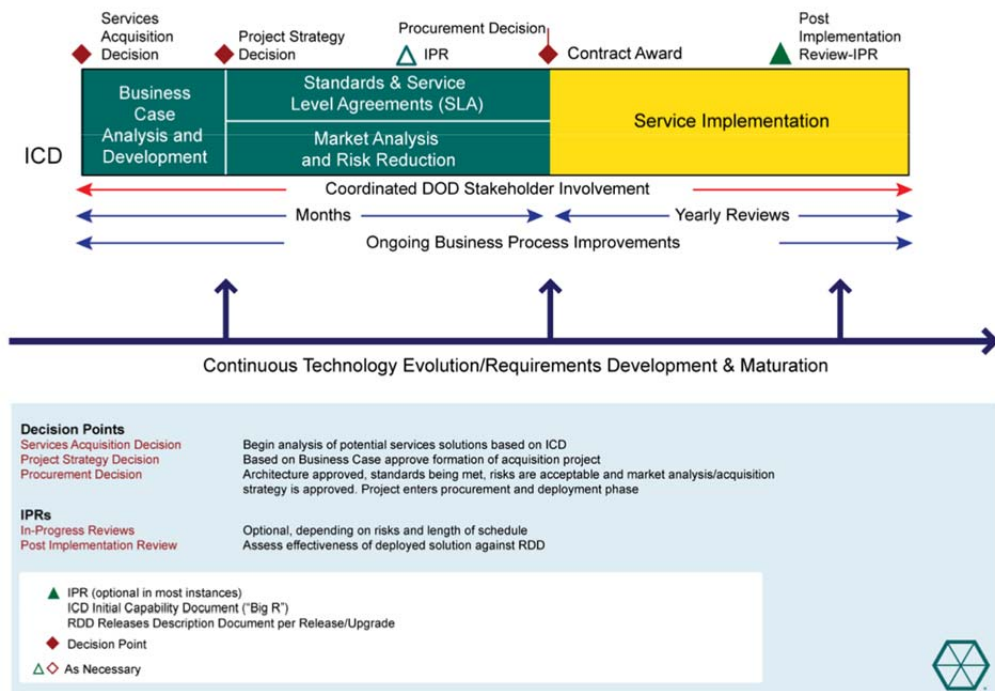 Services
Acquisition
Decision
Project Strategy
Decision
IPR
Procurement Decision
Contract Award
Post
Implementation
Review-IPR
ICD
Business
Case
Analysis and
Development
Standards & Service
Level Agreements (SLA)
Market Analysis
and Risk Reduction
Service Implementation
Coordinated DOD Stakeholder Involvement
Months
Yearly Reviews
Ongoing Business Process Improvements
Continuous Technology Evolution/Requirements Development & Maturation
Decision Points
Services Acquisition Decision Begin analysis of potential services solutions based on ICD
Project Strategy Decision Based on Business Case approve formation of acquisition project
Procurement Decision Architecture approved, standards being met, risks are acceptable and market analysis/acquisition
strategy is approved. Project enters procurement and deployment phase
IPRs
In-Progress Reviews Optional, depending on risks and length of schedule
Post Implementation Review Assess effectiveness of deployed solution against RDD
IPR (optional in most instances)
ICD Initial Capability Document ("Big R")
RDD Releases Description Document per Release/Upgrade
Decision Point
As Necessary